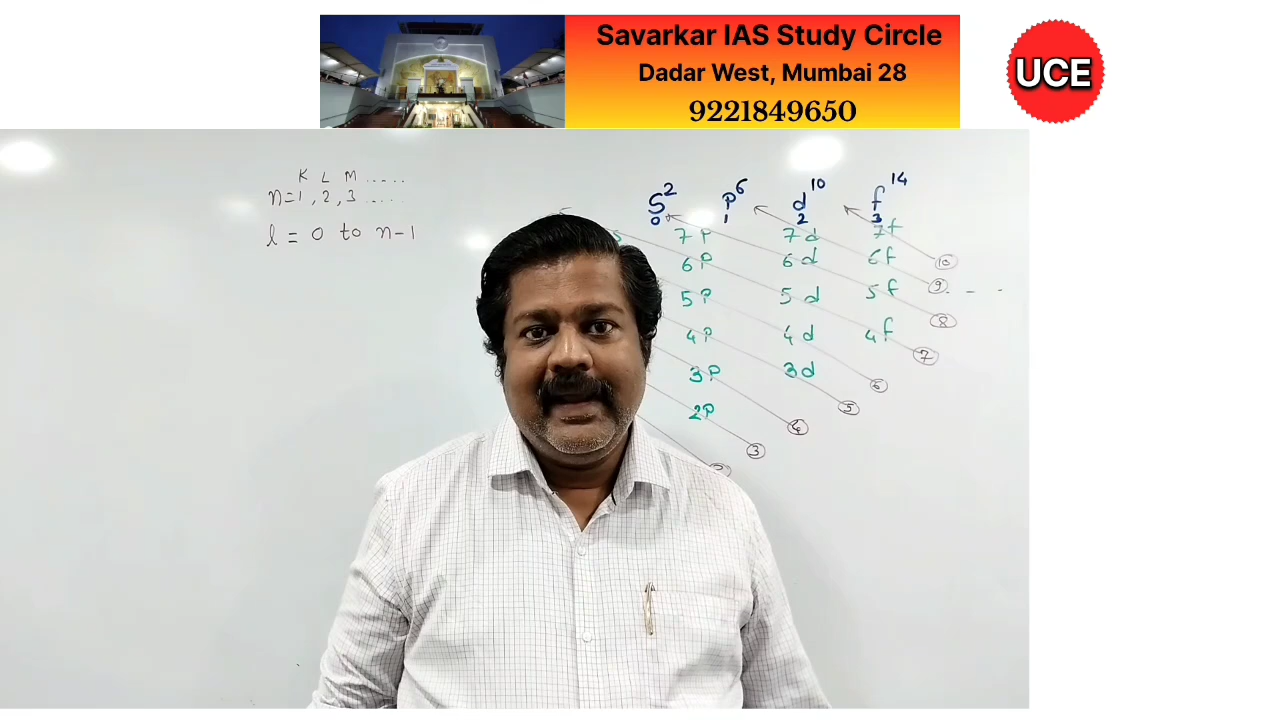 Savarkar IAS Study Circle
Dadar West, Mumbai 28
9221849650
UCE
K L M .....
n=1, 2, 3 .....
l = 0 to n-1
S² p⁶ d¹⁰ f¹⁴
0 1 2 3
7p 7d 7f
6p 6d 6f
5p 5d 5f - -
4p 4d 4f
3p 3d
2p
10
9
8
7
6
5
4
3